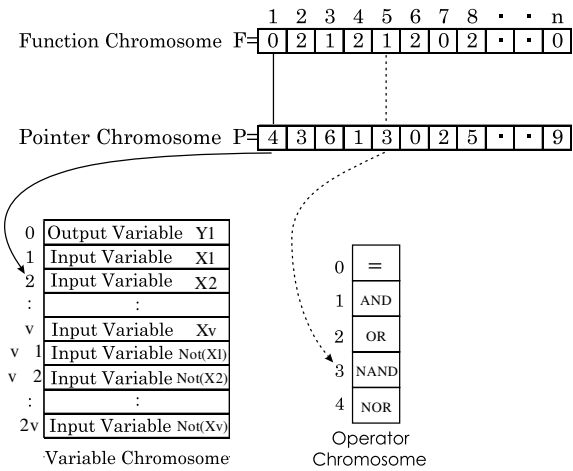 1 2 3 4 5 6 7 8 · · n
Function Chromosome F= 0 2 1 2 1 2 0 2 · · 0
Pointer Chromosome P= 4 3 6 1 3 0 2 5 · · 9
0 Output Variable Y1
1 Input Variable X1
2 Input Variable X2
: :
v Input Variable Xv
v 1 Input Variable Not(X1)
v 2 Input Variable Not(X2)
: :
2v Input Variable Not(Xv)
Variable Chromosome
0 =
1 AND
2 OR
3 NAND
4 NOR
Operator
Chromosome